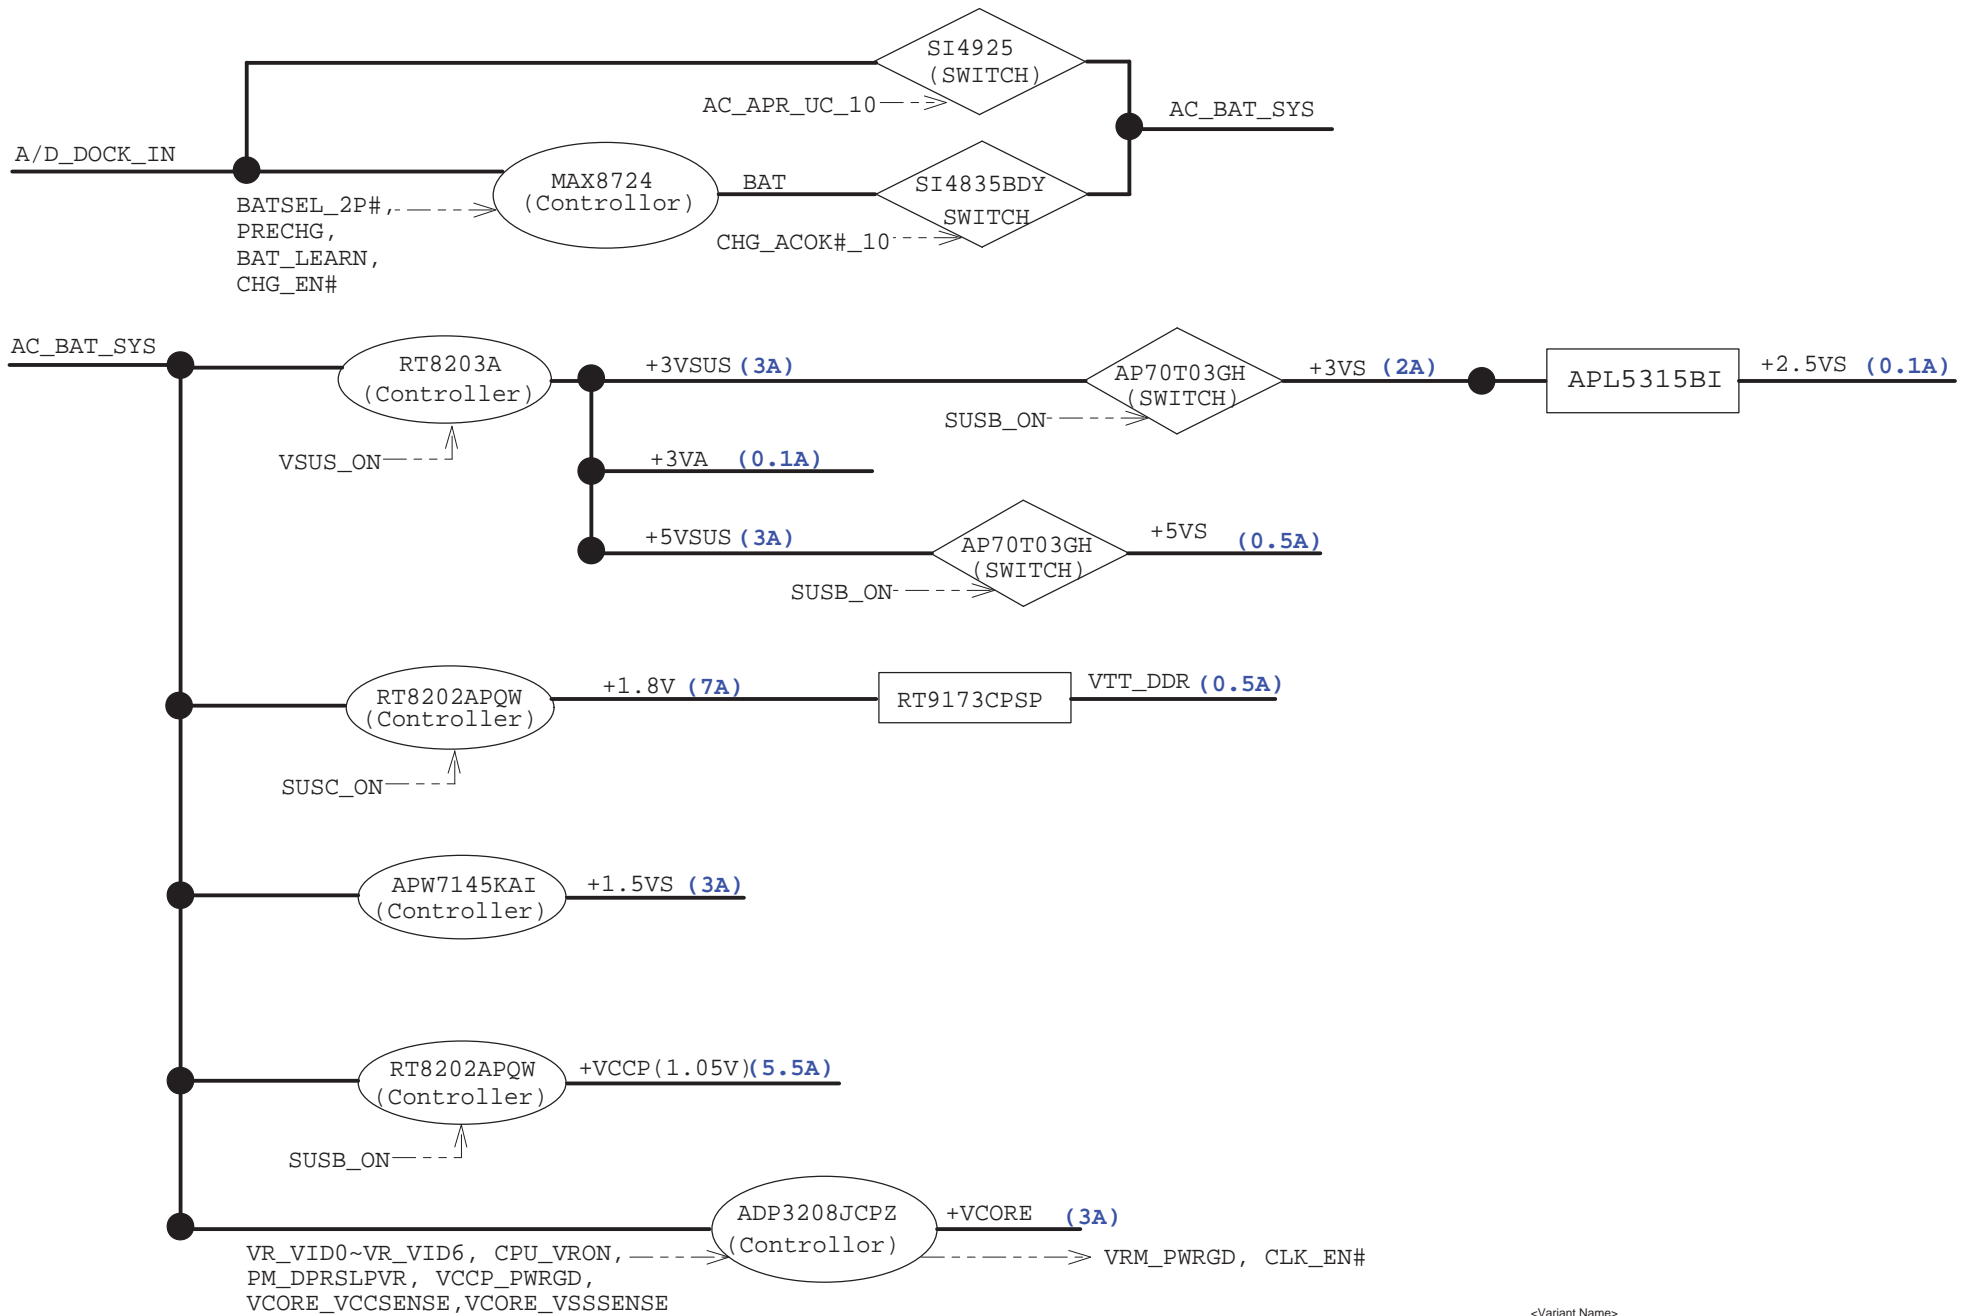 SI4925
(SWITCH)
AC_APR_UC_10
AC_BAT_SYS
A/D_DOCK_IN
MAX8724
(Controllor)
BAT
SI4835BDY
SWITCH
BATSEL_2P#,
PRECHG,
BAT_LEARN,
CHG_EN#
CHG_ACOK#_10
AC_BAT_SYS
RT8203A
(Controller)
VSUS_ON
+3VSUS (3A)
AP70T03GH
(SWITCH)
SUSB_ON
+3VS (2A)
APL5315BI
+2.5VS (0.1A)
+3VA (0.1A)
+5VSUS (3A)
AP70T03GH
(SWITCH)
SUSB_ON
+5VS (0.5A)
RT8202APQW
(Controller)
SUSC_ON
+1.8V (7A)
RT9173CPSP
VTT_DDR (0.5A)
APW7145KAI
(Controller)
+1.5VS (3A)
RT8202APQW
(Controller)
+VCCP(1.05V)(5.5A)
SUSB_ON
ADP3208JCPZ
(Controllor)
+VCORE (3A)
VR_VID0~VR_VID6, CPU_VRON,
PM_DPRSLPVR, VCCP_PWRGD,
VCORE_VCCSENSE,VCORE_VSSSENSE
VRM_PWRGD, CLK_EN#
<Variant Name>